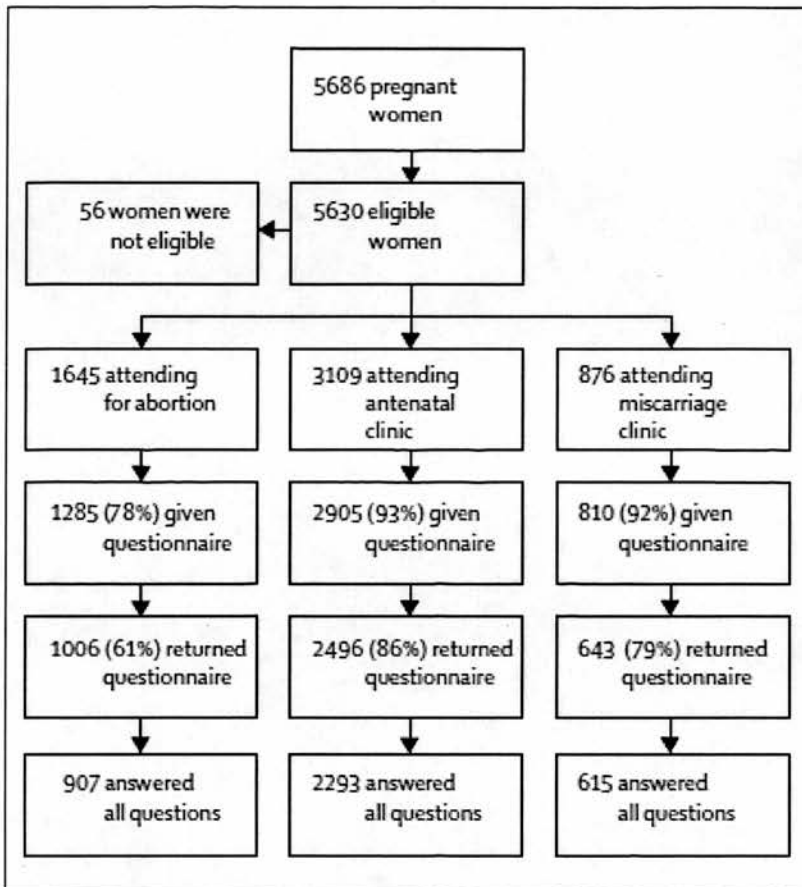 5686 pregnant
women
56 women were
not eligible
5630 eligible
women
1645 attending
for abortion
3109 attending
antenatal
clinic
876 attending
miscarriage
clinic
1285 (78%) given
questionnaire
2905 (93%) given
questionnaire
810 (92%) given
questionnaire
1006 (61%) returned
questionnaire
2496 (86%) returned
questionnaire
643 (79%) returned
questionnaire
907 answered
all questions
2293 answered
all questions
615 answered
all questions